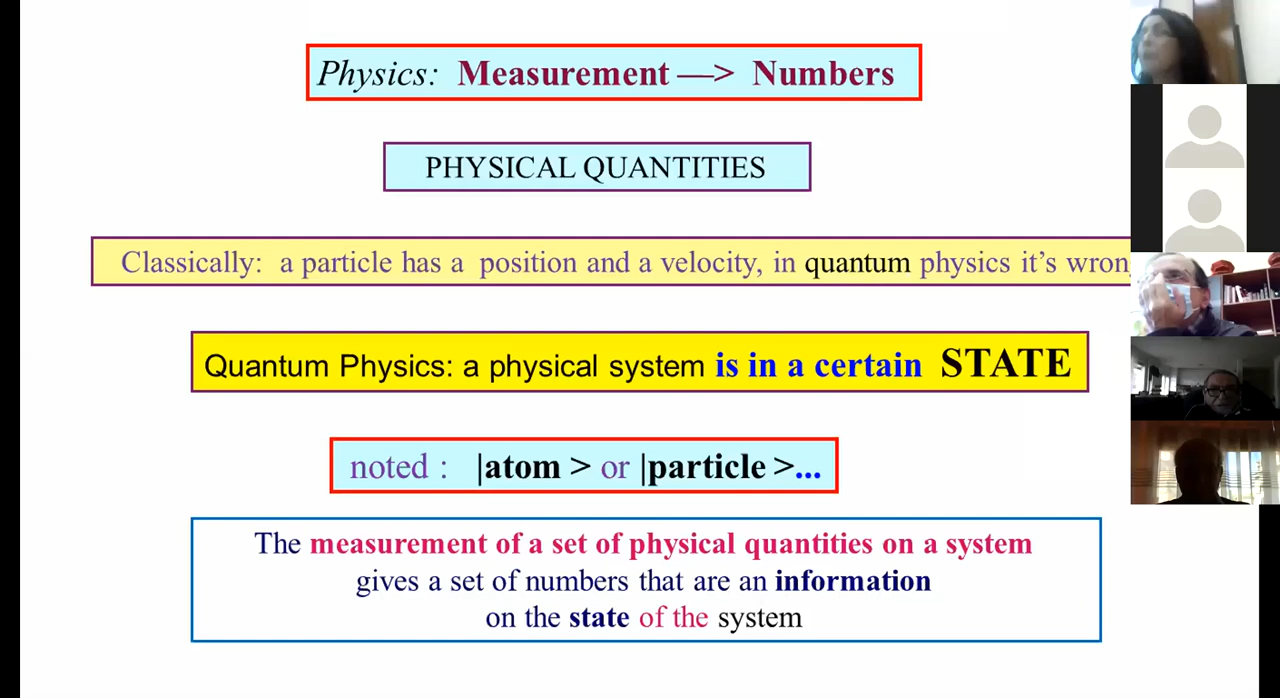 Physics: Measurement —> Numbers
PHYSICAL QUANTITIES
Classically: a particle has a position and a velocity, in quantum physics it's wron
Quantum Physics: a physical system is in a certain STATE
noted : |atom > or |particle >...
The measurement of a set of physical quantities on a system
gives a set of numbers that are an information
on the state of the system